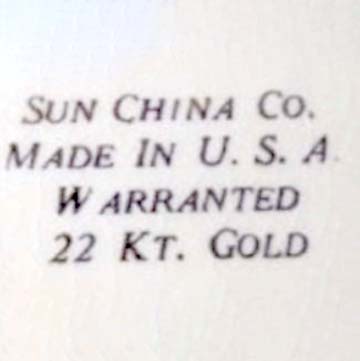 SUN CHINA CO.
MADE IN U. S. A.
WARRANTED
22 KT. GOLD